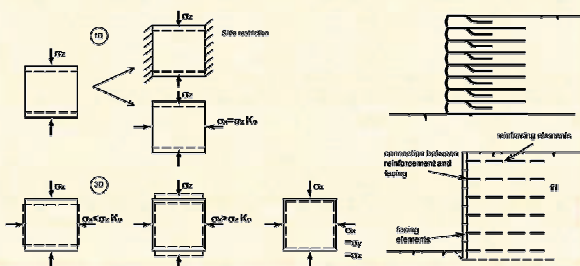 σz
Side restriction
σz
σz
σx=σz K₀
3D
σz
σx<σz K₀
σz
σx>σz K₀
σz
σx
=σy
=σz
reinforcing elements
connection between
reinforcement and
facing
fill
facing
elements